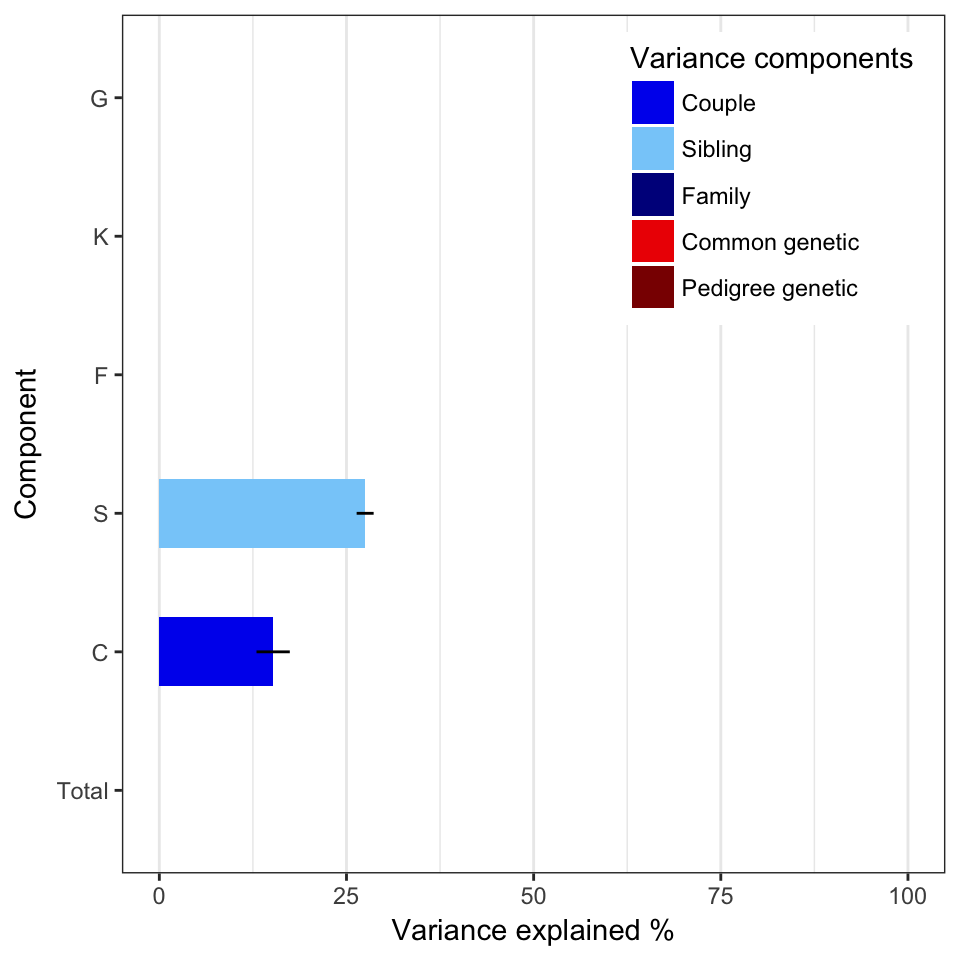 Variance components
Couple
Sibling
Family
Common genetic
Pedigree genetic
G
K
F
S
C
Total
Component
0 25 50 75 100
Variance explained %